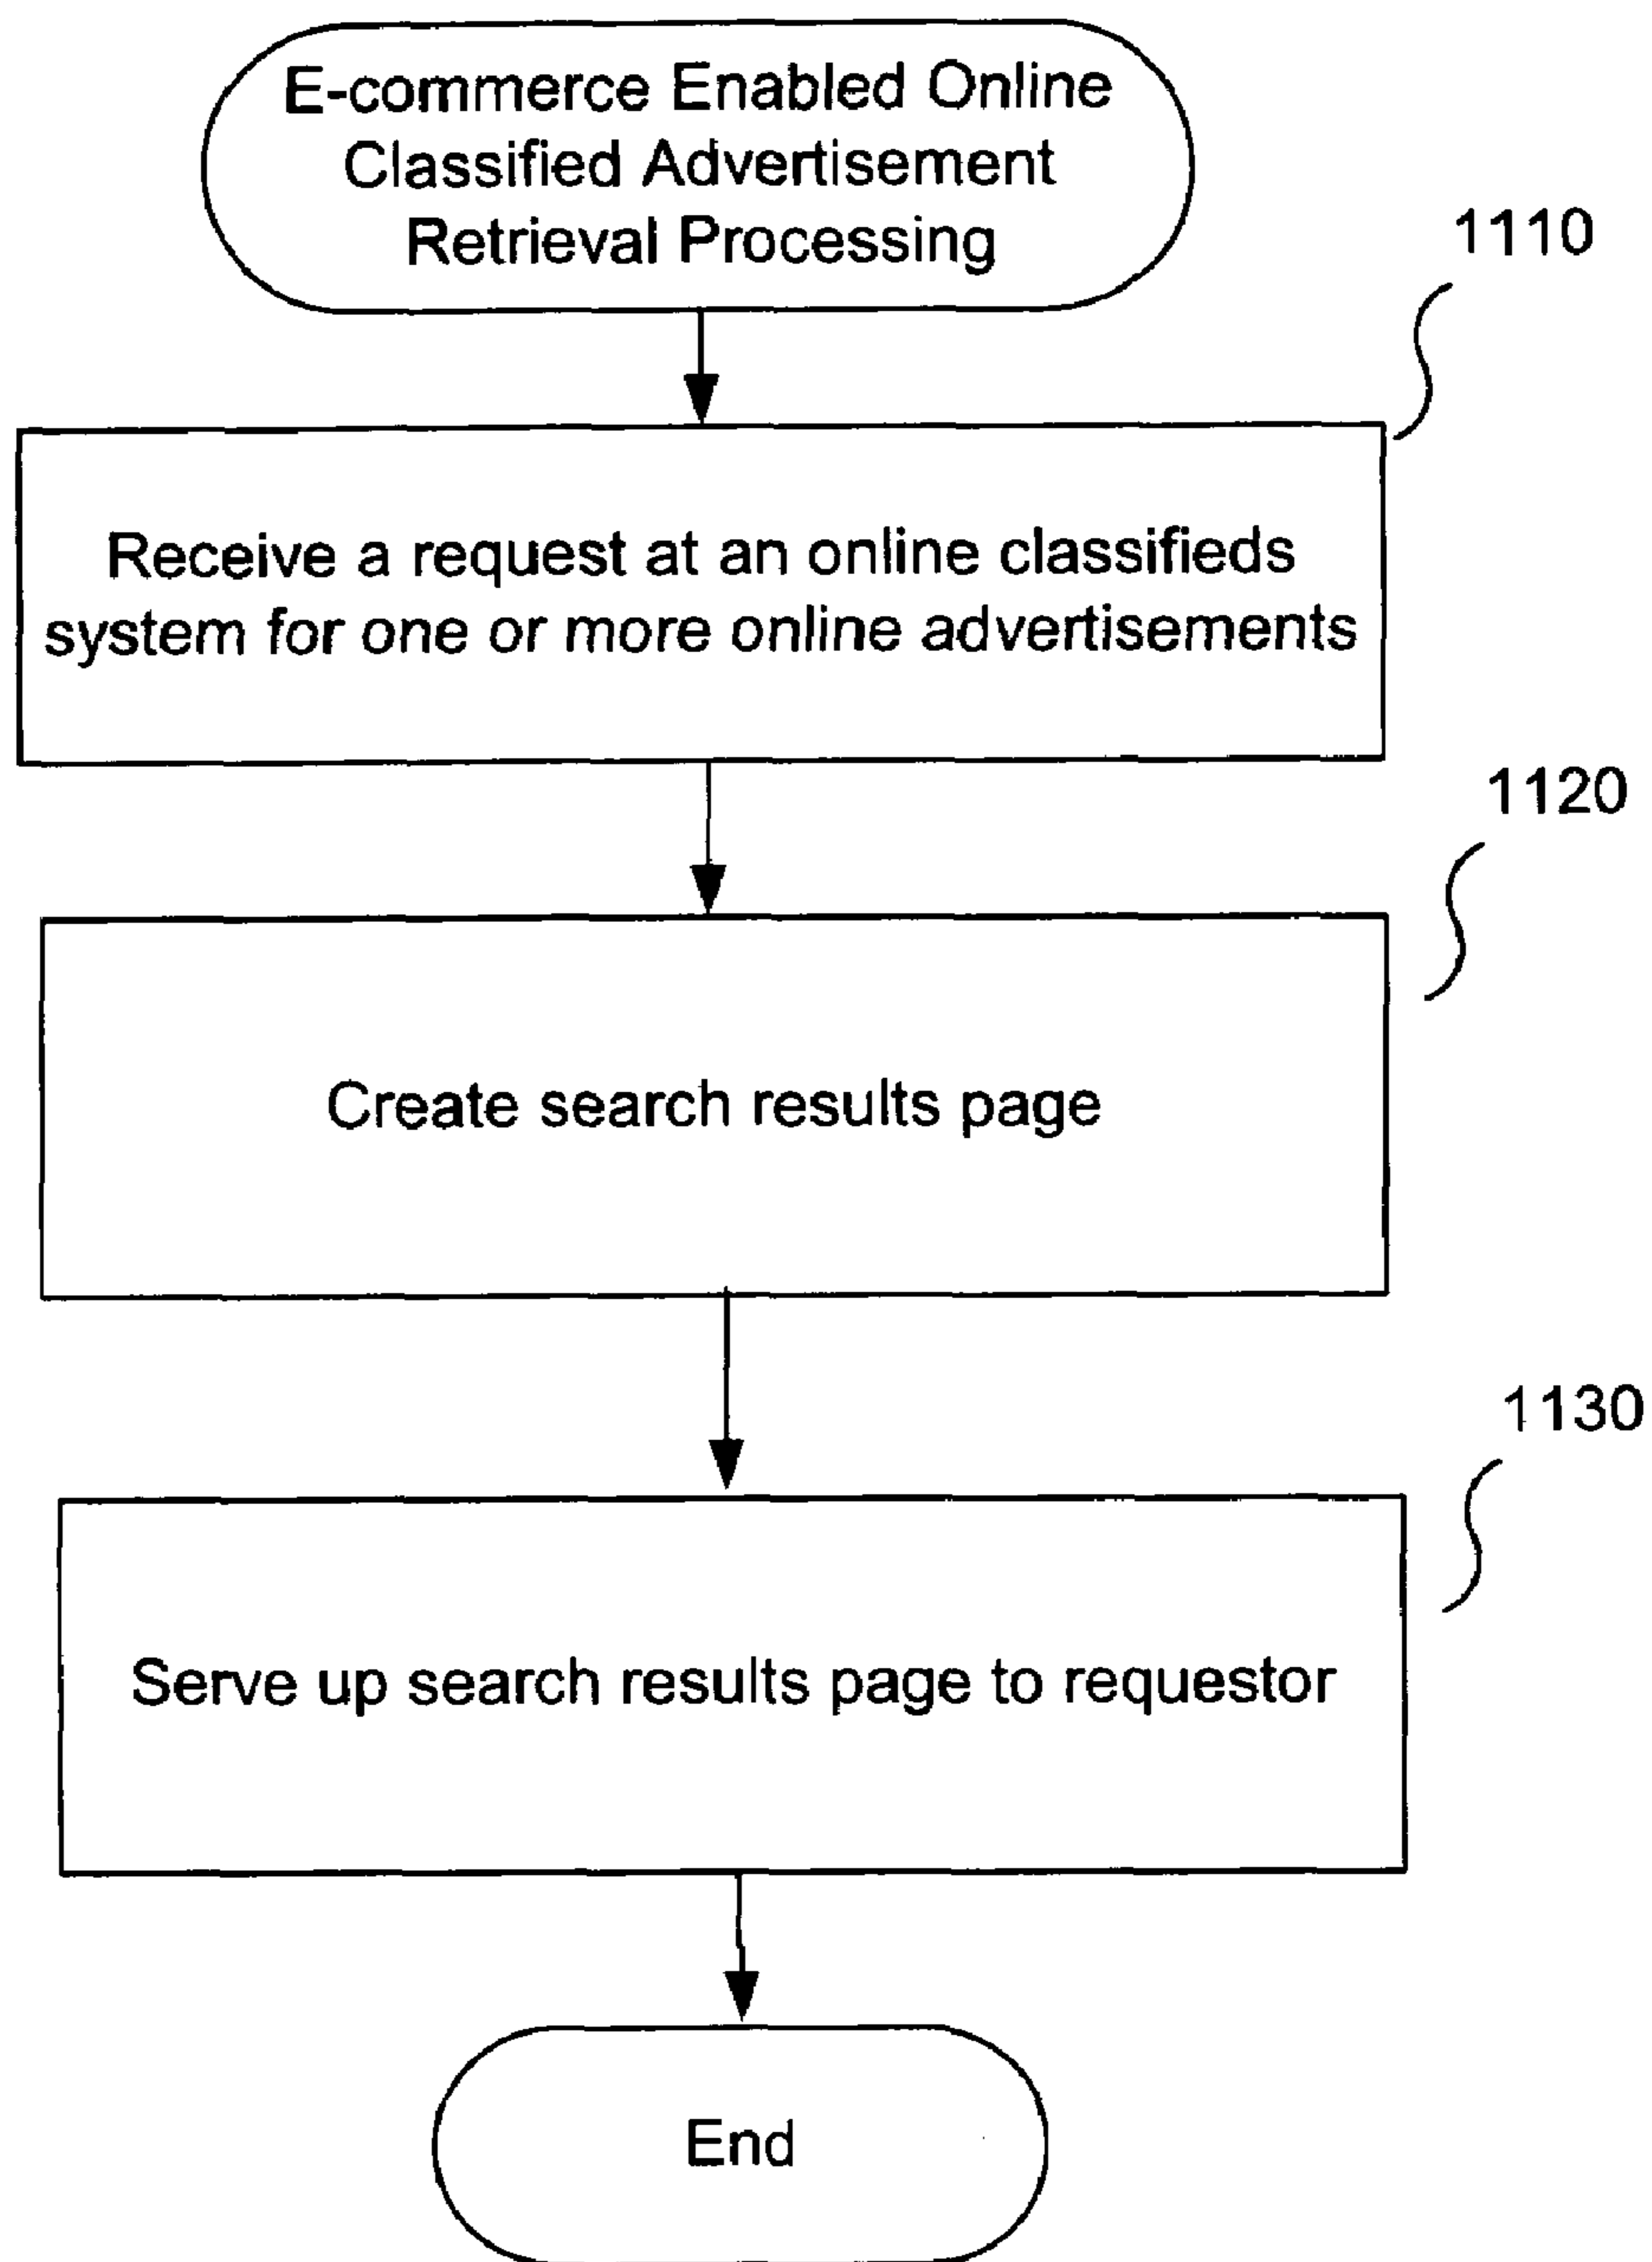 E-commerce Enabled Online
Classified Advertisement
Retrieval Processing
1110
Receive a request at an online classifieds
system for one or more online advertisements
1120
Create search results page
1130
Serve up search results page to requestor
End